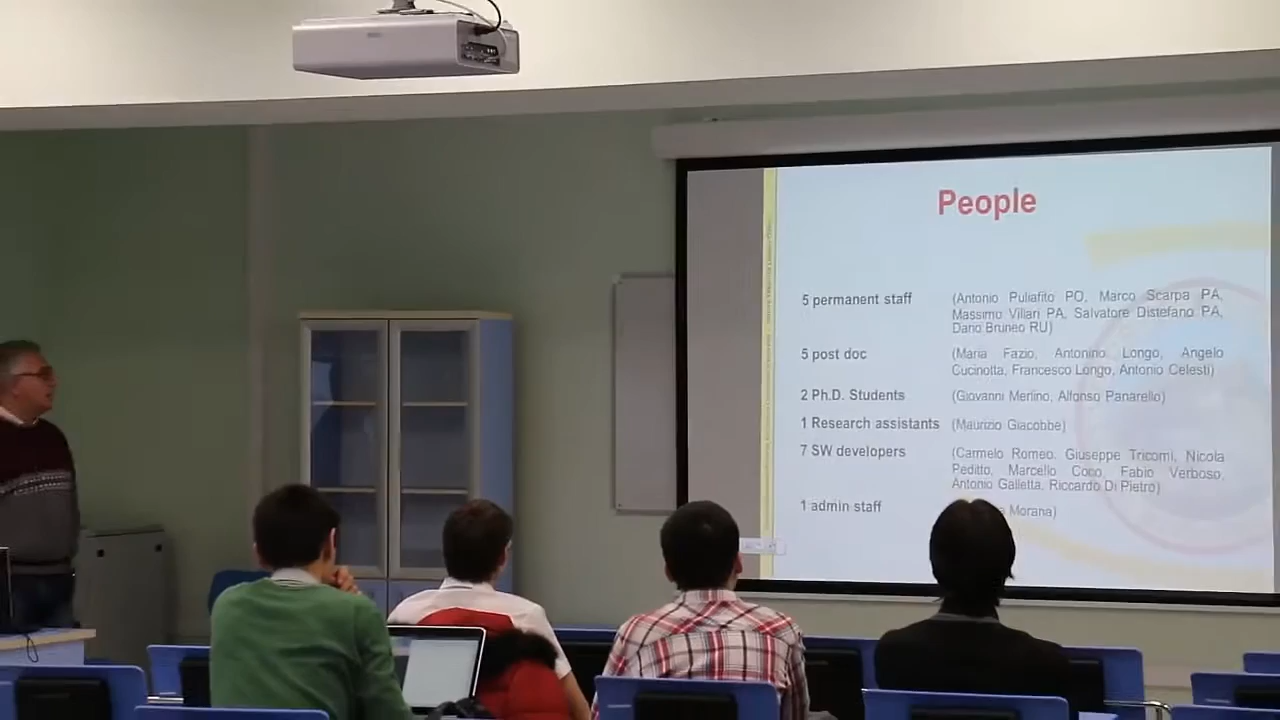 People
5 permanent staff (Antonio Puliafito PO, Marco Scarpa PA,
Massimo Villari PA, Salvatore Distefano PA,
Dario Bruneo RU)
5 post doc (Maria Fazio, Antonino Longo, Angelo
Cucinotta, Francesco Longo, Antonio Celesti)
2 Ph.D. Students (Giovanni Merlino, Alfonso Panarello)
1 Research assistants (Maurizio Giacobbe)
7 SW developers (Carmelo Romeo, Giuseppe Tricomi, Nicola
Peditto, Marcello Coco, Fabio Verboso,
Antonio Galletta, Riccardo Di Pietro)
1 admin staff Morana)